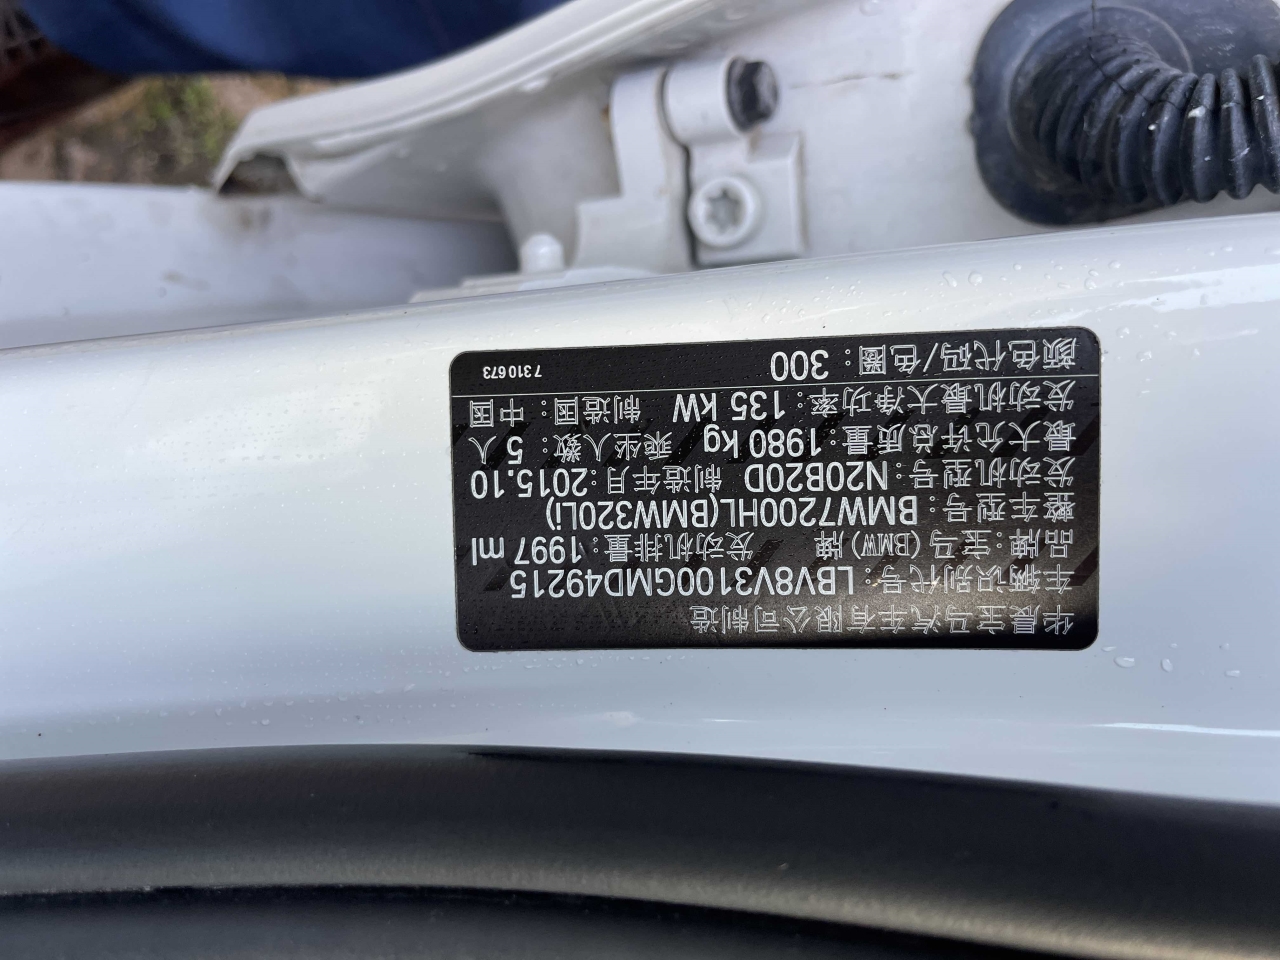 华晨宝马汽车有限公司制造
车辆识别代号：LBV8V3100GMD49215
品牌：宝马(BMW)牌 发动机排量：1997 ml
整车型号：BMW7200HL(BMW320Li)
发动机型号：N20B20D 制造年月：2015.10
最大允许总质量：1980 kg 乘坐人数：5 人
发动机最大净功率：135 kW 制造国：中国
颜色代码/色圈：300 7 310 673